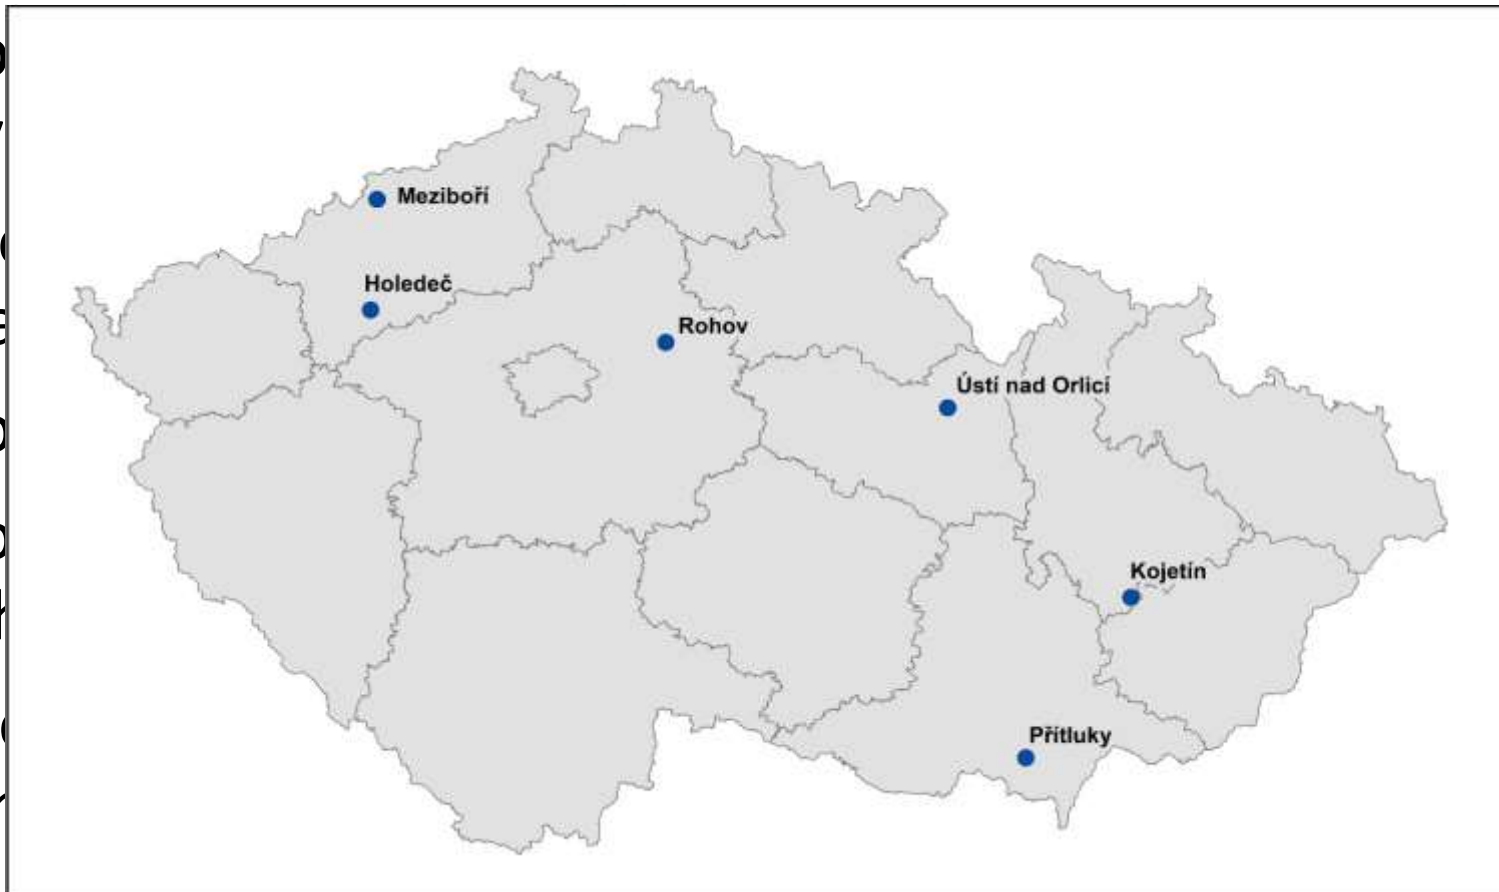 Meziboří
Holedeč
Rohov
Ústí nad Orlicí
Kojetín
Přítluky